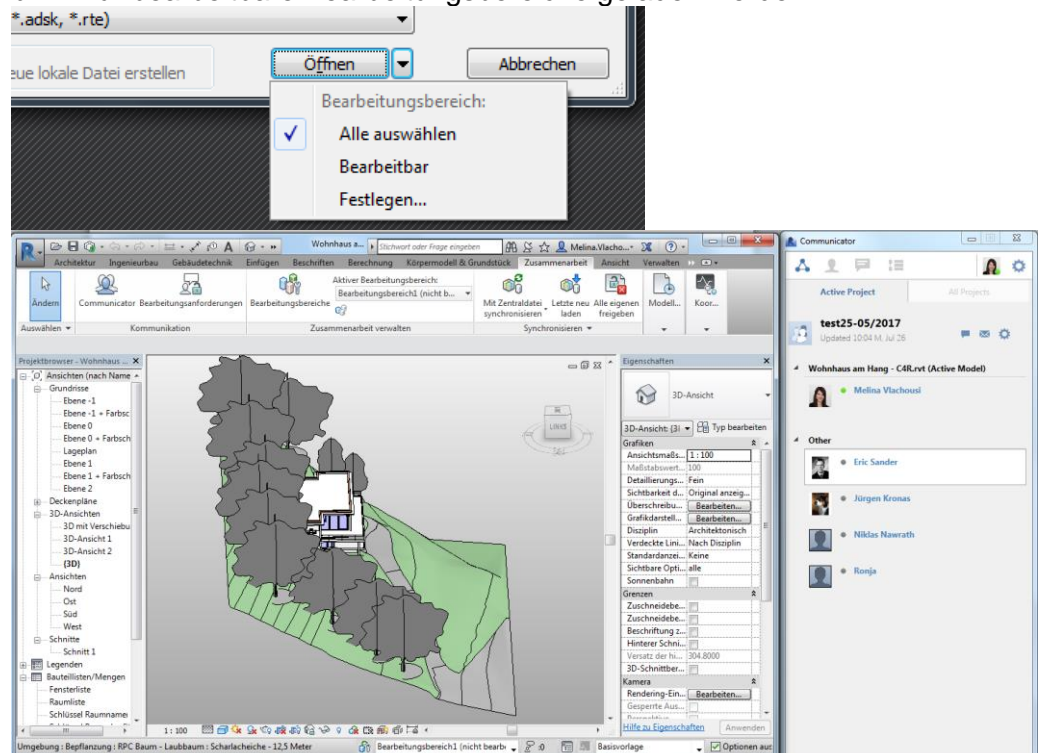 *.adsk, *.rte)
eue lokale Datei erstellen
Öffnen
Abbrechen
Bearbeitungsbereich:
Alle auswählen
Bearbeitbar
Festlegen...
Wohnhaus a...
Stichwort oder Frage eingeben
Melina.Vlacho...
Architektur Ingenieurbau Gebäudetechnik Einfügen Beschriften Berechnung Körpermodell & Grundstück Zusammenarbeit Ansicht Verwalten
Ändern
Communicator
Bearbeitungsanforderungen
Bearbeitungsbereiche
Aktiver Bearbeitungsbereich:
Bearbeitungsbereich1 (nicht b...
Mit Zentraldatei synchronisieren
Letzte neu laden
Alle eigenen freigeben
Modell...
Koor...
Auswählen
Kommunikation
Zusammenarbeit verwalten
Synchronisieren
Projektbrowser - Wohnhaus ...
Ansichten (nach Name
Grundrisse
Ebene -1
Ebene -1 + Farbsc
Ebene 0
Ebene 0 + Farbsch
Lageplan
Ebene 1
Ebene 1 + Farbsch
Ebene 2
Deckenpläne
3D-Ansichten
3D mit Verschiebu
3D-Ansicht 1
3D-Ansicht 2
(3D)
Ansichten
Nord
Ost
Süd
West
Schnitte
Schnitt 1
Legenden
Bauteillisten/Mengen
Fensterliste
Raumliste
Schlüssel Raumnamen
LINKS
Eigenschaften
3D-Ansicht
3D-Ansicht: {3I
Typ bearbeiten
Grafiken
Ansichtsmaßs... 1 : 100
Maßstabswert... 100
Detaillierungs... Fein
Sichtbarkeit d... Original anzeig...
Überschreibu... Bearbeiten...
Grafikdarstell... Bearbeiten...
Disziplin Architektonisch
Verdeckte Lini... Nach Disziplin
Standardanzei... Keine
Sichtbare Opti... alle
Sonnenbahn
Grenzen
Zuschneidebe...
Zuschneidebe...
Beschriftung z...
Hinterer Schni...
Versatz der hi... 304.8000
3D-Schnittber...
Kamera
Rendering-Ein... Bearbeiten...
Gesperrte Aus...
Hilfe zu Eigenschaften
Anwenden
1 : 100
Umgebung : Bepflanzung : RPC Baum - Laubbaum : Scharlacheiche - 12,5 Meter
Bearbeitungsbereich1 (nicht bearb
:0
Basisvorlage
Optionen aus
Communicator
Active Project
All Projects
test25-05/2017
Updated 10:04 M. Jul 26
Wohnhaus am Hang - C4R.rvt (Active Model)
Melina Vlachousi
Other
Eric Sander
Jürgen Kronas
Niklas Nawrath
Ronja